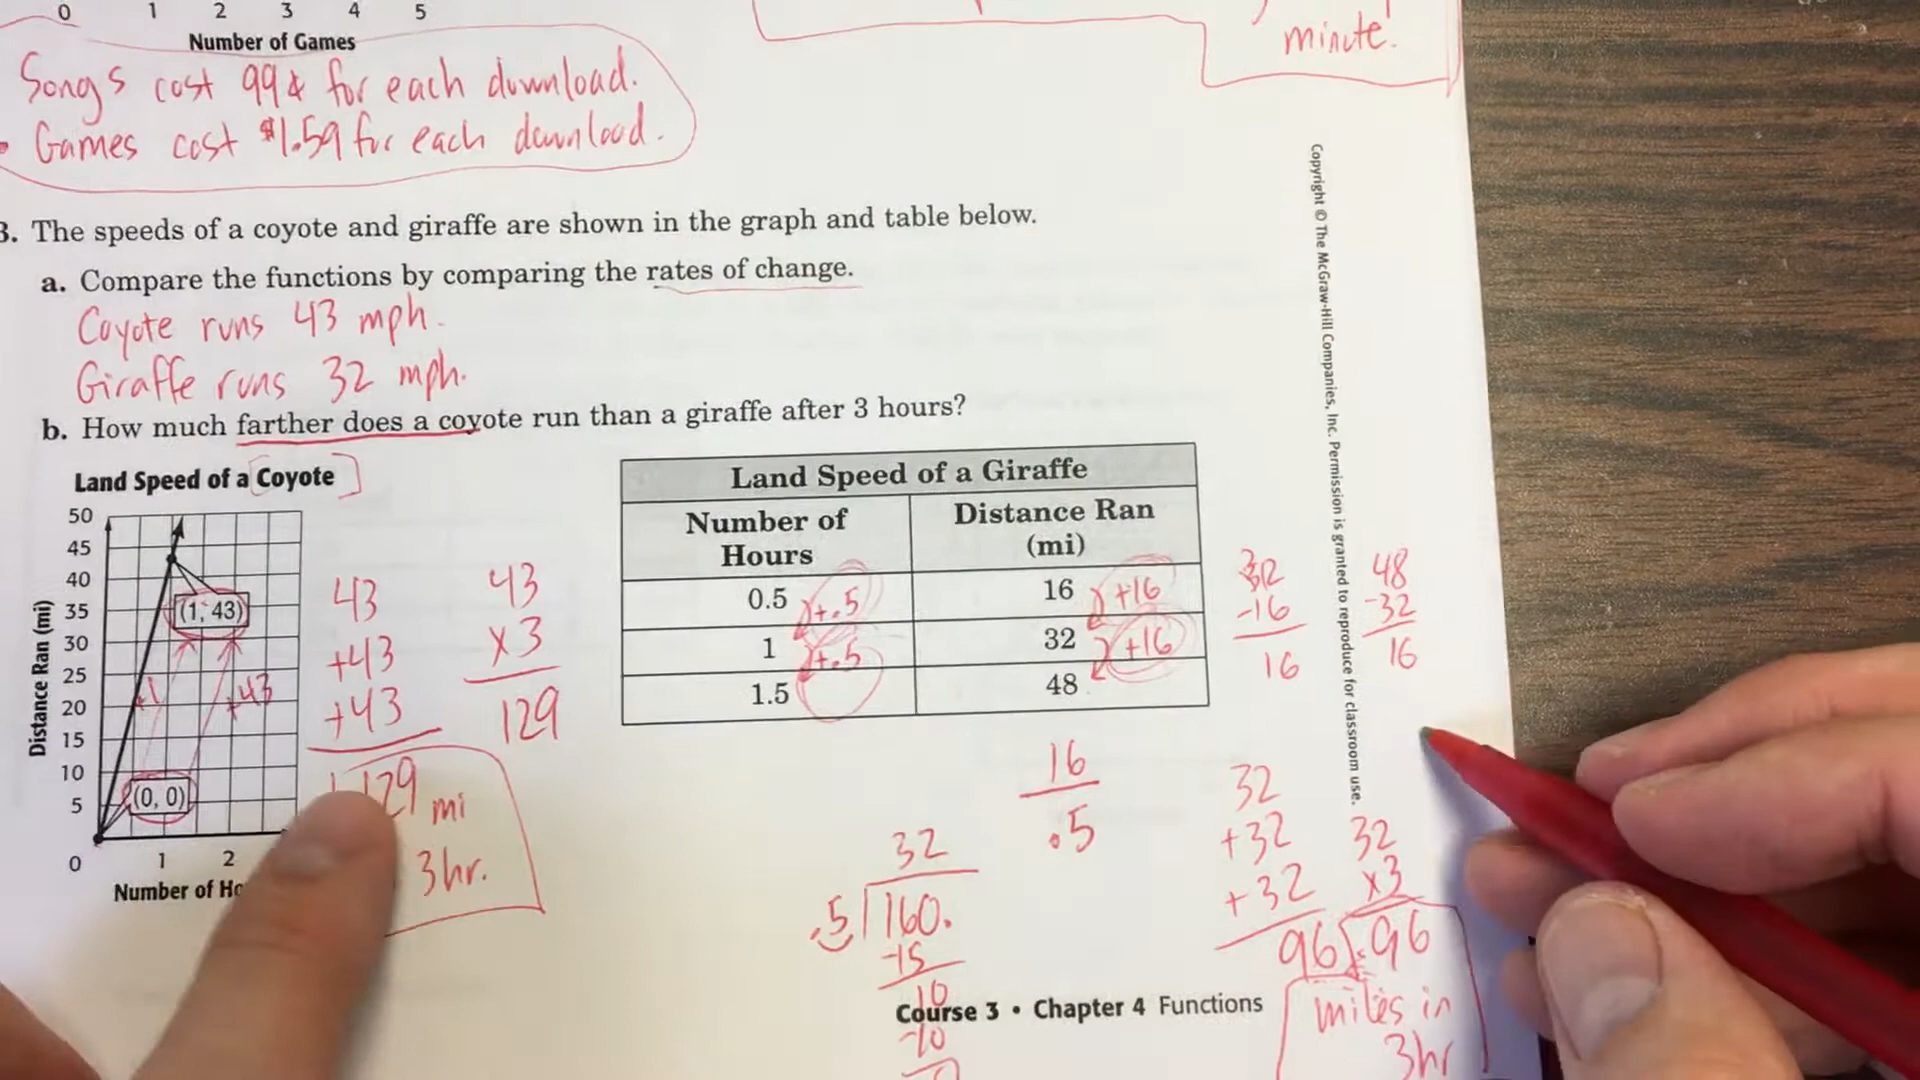 0 1 2 3 4 5
Number of Games
minute!
Songs cost 99¢ for each download.
Games cost $1.59 for each download.
3. The speeds of a coyote and giraffe are shown in the graph and table below.
a. Compare the functions by comparing the rates of change.
Coyote runs 43 mph.
Giraffe runs 32 mph.
b. How much farther does a coyote run than a giraffe after 3 hours?
Land Speed of a Coyote
50
45
40
35
30
25
20
15
10
5
0 1 2
Distance Ran (mi)
(1, 43)
+1 +43
(0, 0)
43
+43
+43
129 mi
3hr.
43
x3
129
Land Speed of a Giraffe
Number of Hours Distance Ran (mi)
0.5 16
+.5 +16
1 32
+.5 +16
1.5 48
32
-16
16
48
-32
16
16
.5
32
.5 160.
-15
10
-10
0
32
+32
+32
96
32
x3
96
miles in
3hr
Number of
Course 3 • Chapter 4 Functions
Copyright © The McGraw-Hill Companies, Inc. Permission is granted to reproduce for classroom use.